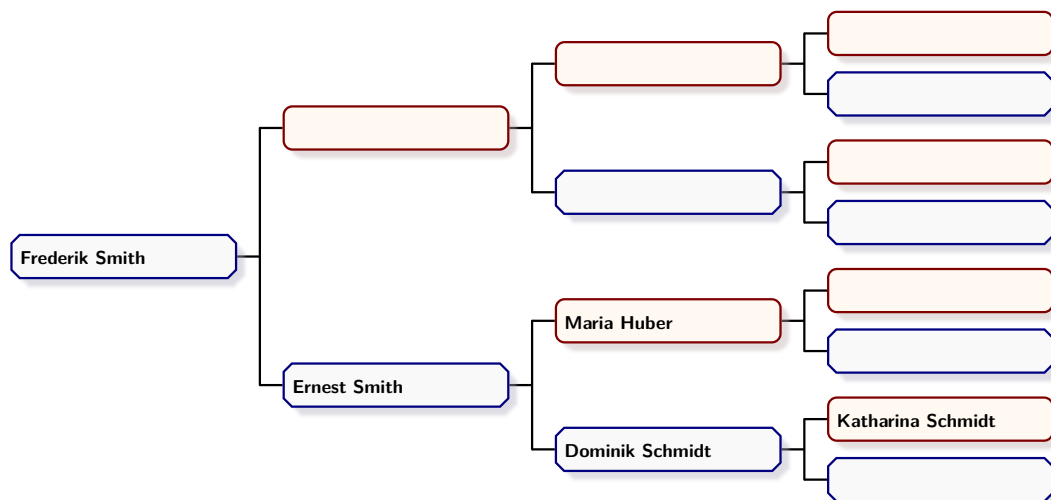 Frederik Smith
Maria Huber
Ernest Smith
Katharina Schmidt
Dominik Schmidt